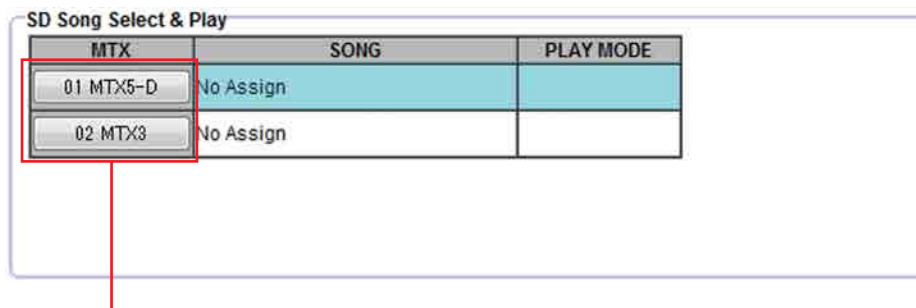 SD Song Select & Play
MTX SONG PLAY MODE
01 MTX5-D No Assign
02 MTX3 No Assign